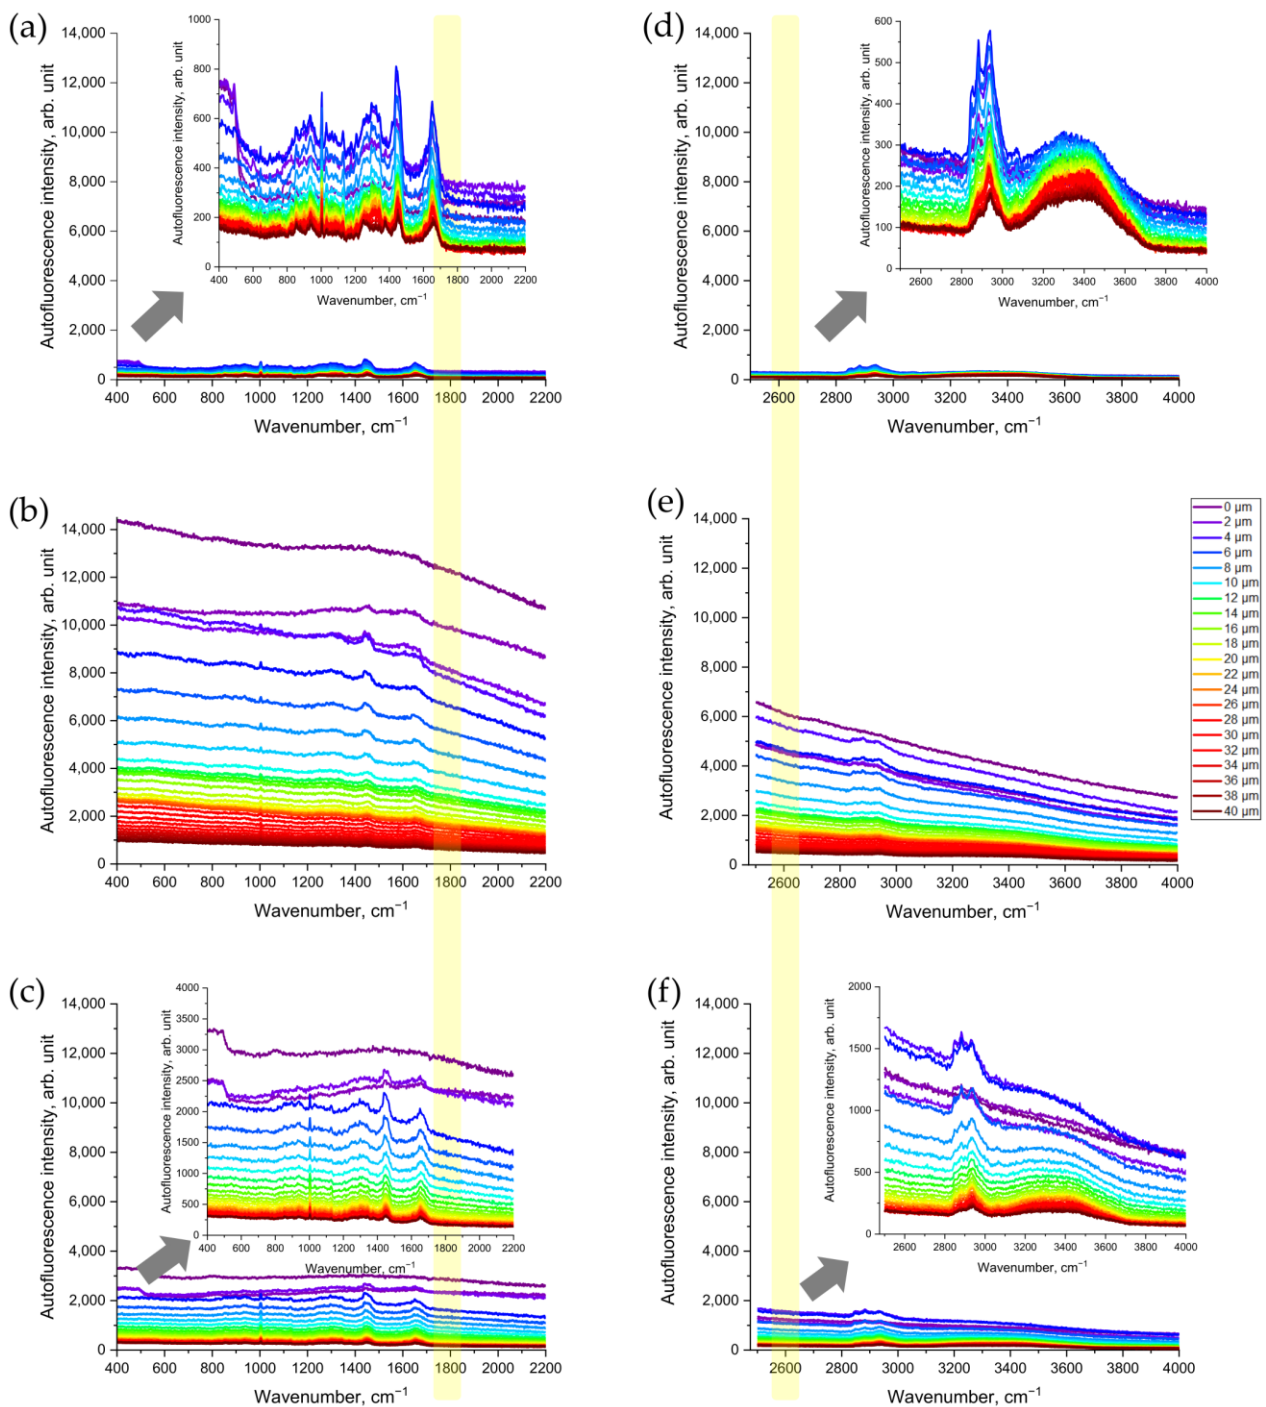 (a)
14,000
12,000
10,000
8,000
6,000
4,000
2,000
0
Autofluorescence intensity, arb. unit
400 600 800 1000 1200 1400 1600 1800 2000 2200
Wavenumber, cm⁻¹
1000
800
600
400
200
0
Autofluorescence intensity, arb. unit
400 600 800 1000 1200 1400 1600 1800 2000 2200
Wavenumber, cm⁻¹
(d)
14,000
12,000
10,000
8,000
6,000
4,000
2,000
0
Autofluorescence intensity, arb. unit
2600 2800 3000 3200 3400 3600 3800 4000
Wavenumber, cm⁻¹
600
500
400
300
200
100
0
Autofluorescence intensity, arb. unit
2600 2800 3000 3200 3400 3600 3800 4000
Wavenumber, cm⁻¹
(b)
14,000
12,000
10,000
8,000
6,000
4,000
2,000
0
Autofluorescence intensity, arb. unit
400 600 800 1000 1200 1400 1600 1800 2000 2200
Wavenumber, cm⁻¹
(e)
14,000
12,000
10,000
8,000
6,000
4,000
2,000
0
Autofluorescence intensity, arb. unit
2600 2800 3000 3200 3400 3600 3800 4000
Wavenumber, cm⁻¹
0 µm
2 µm
4 µm
6 µm
8 µm
10 µm
12 µm
14 µm
16 µm
18 µm
20 µm
22 µm
24 µm
26 µm
28 µm
30 µm
32 µm
34 µm
36 µm
38 µm
40 µm
(c)
14,000
12,000
10,000
8,000
6,000
4,000
2,000
0
Autofluorescence intensity, arb. unit
400 600 800 1000 1200 1400 1600 1800 2000 2200
Wavenumber, cm⁻¹
4000
3500
3000
2500
2000
1500
1000
500
0
Autofluorescence intensity, arb. unit
400 600 800 1000 1200 1400 1600 1800 2000 2200
Wavenumber, cm⁻¹
(f)
14,000
12,000
10,000
8,000
6,000
4,000
2,000
0
Autofluorescence intensity, arb. unit
2600 2800 3000 3200 3400 3600 3800 4000
Wavenumber, cm⁻¹
2000
1500
1000
500
0
Autofluorescence intensity, arb. unit
2600 2800 3000 3200 3400 3600 3800 4000
Wavenumber, cm⁻¹